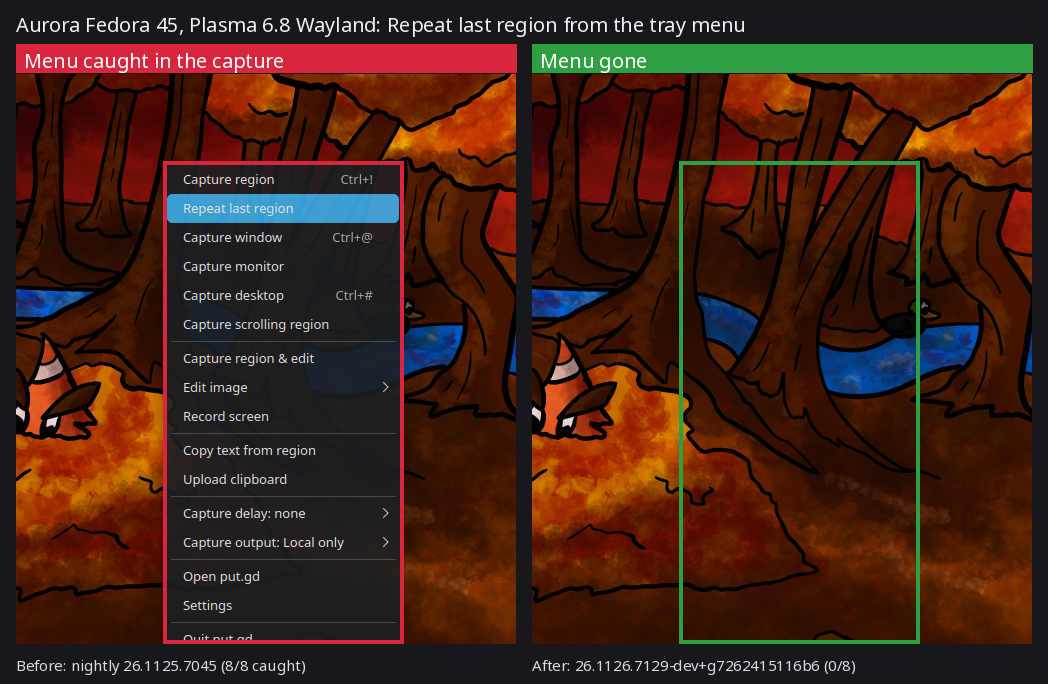 Aurora Fedora 45, Plasma 6.8 Wayland: Repeat last region from the tray menu
Menu caught in the capture
Menu gone
Capture region Ctrl+!
Repeat last region
Capture window Ctrl+@
Capture monitor
Capture desktop Ctrl+#
Capture scrolling region
Capture region & edit
Edit image
Record screen
Copy text from region
Upload clipboard
Capture delay: none
Capture output: Local only
Open put.gd
Settings
Quit put.gd
Before: nightly 26.1125.7045 (8/8 caught)
After: 26.1126.7129-dev+g7262415116b6 (0/8)